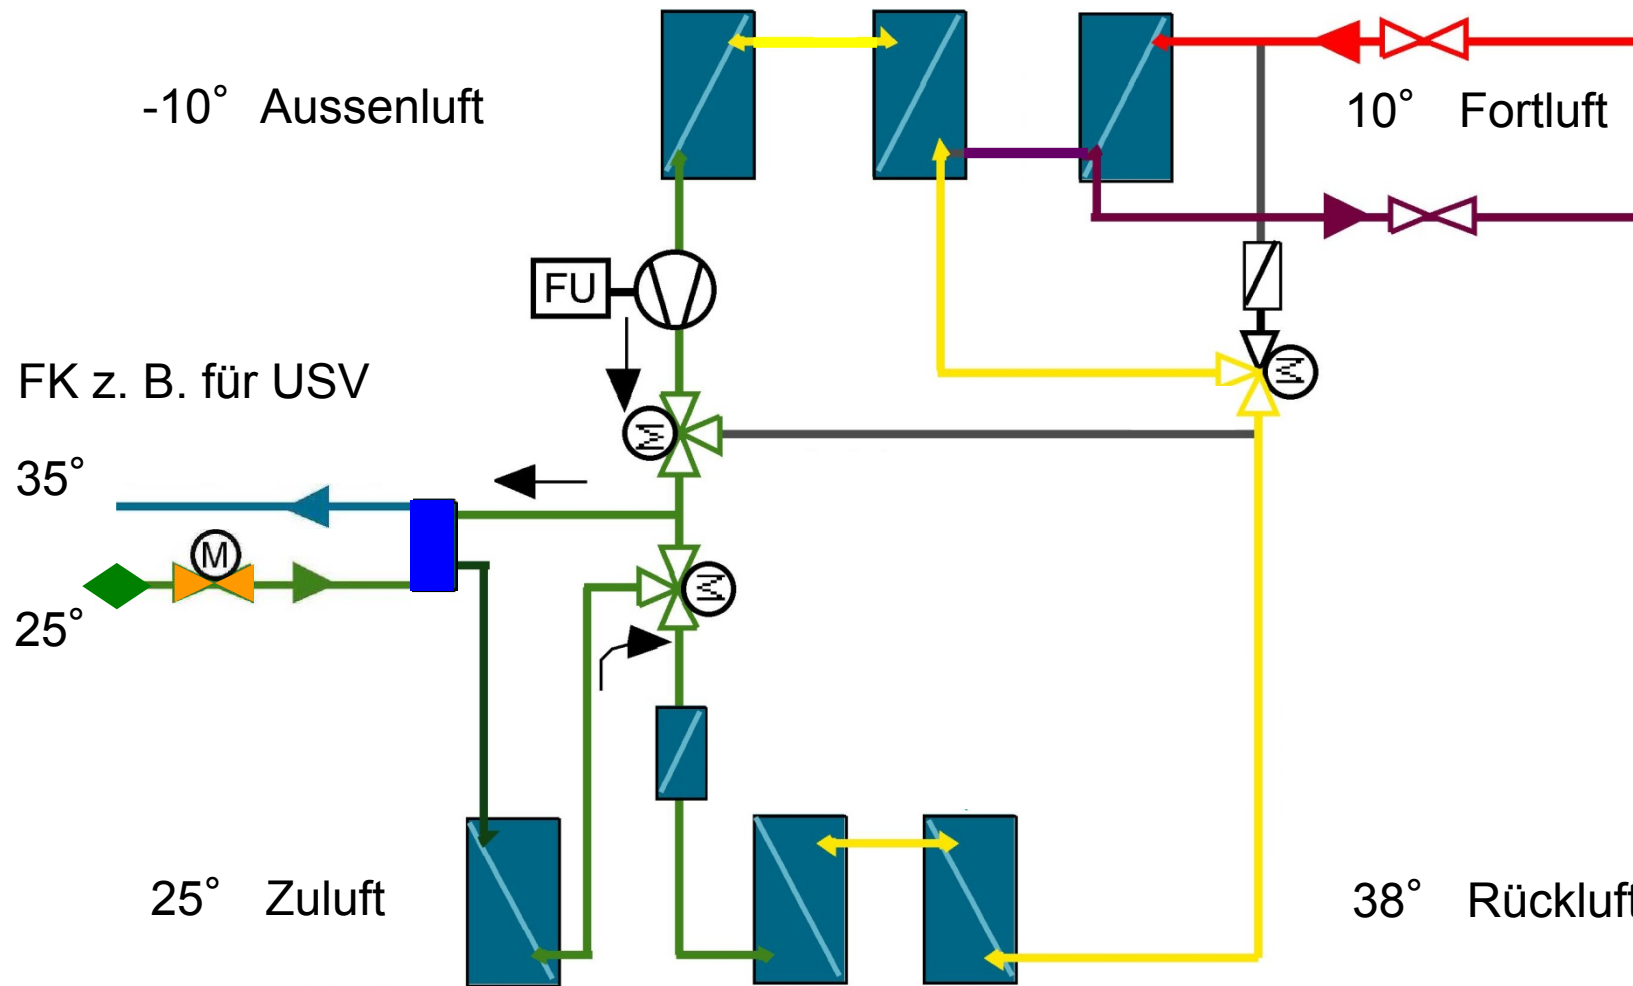 -10° Aussenluft
10° Fortluft
FU
FK z. B. für USV
35°
M
M
M
25°
M
25° Zuluft
38° Rückluft